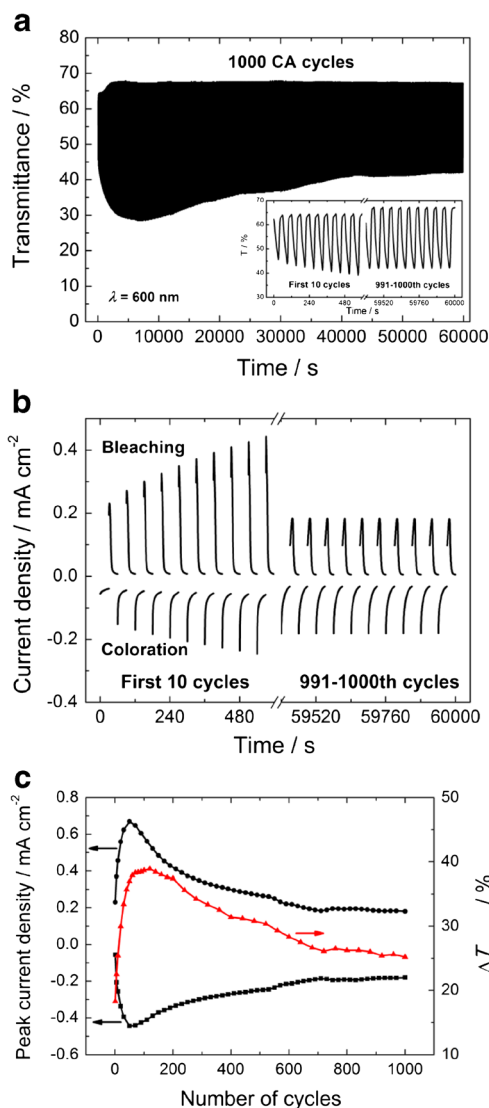 a
1000 CA cycles
Transmittance / %
80
70
60
50
40
30
20
10
0
λ = 600 nm
T / %
70
60
50
40
30
First 10 cycles
991-1000th cycles
0 240 480 59520 59760 60000
Time / s
0 10000 20000 30000 40000 50000 60000
Time / s
b
Bleaching
Current density / mA cm-2
0.4
0.2
0.0
-0.2
-0.4
Coloration
First 10 cycles
991-1000th cycles
0 240 480 59520 59760 60000
Time / s
c
Peak current density / mA cm-2
0.8
0.6
0.4
0.2
0.0
-0.2
-0.4
-0.6
50
40
30
20
10
ΔT / %
0 200 400 600 800 1000
Number of cycles